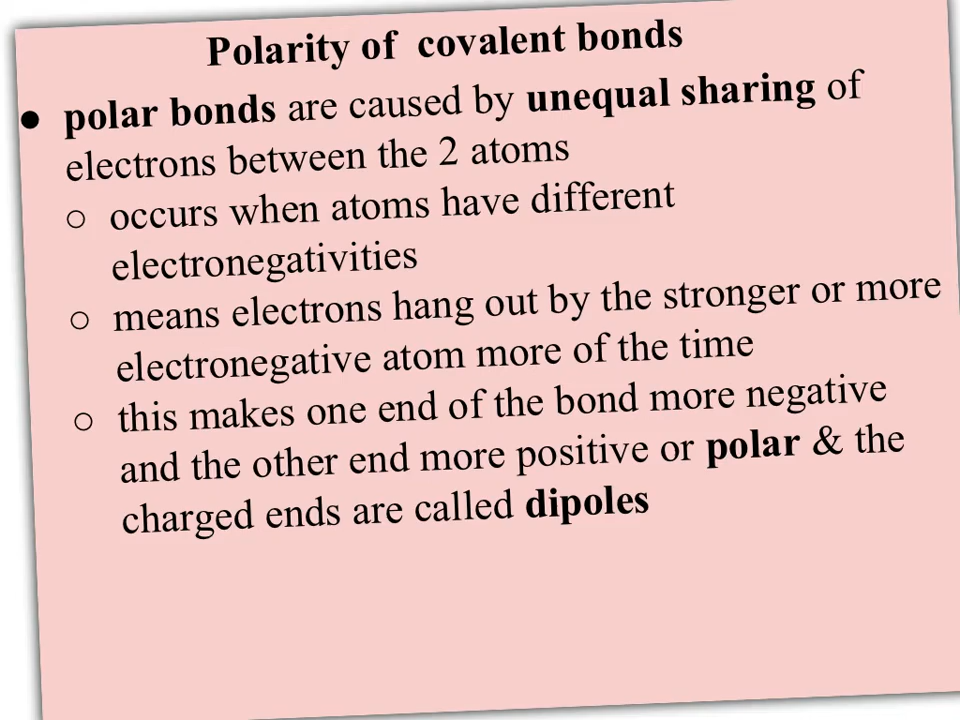 Polarity of covalent bonds
● polar bonds are caused by unequal sharing of
electrons between the 2 atoms
○ occurs when atoms have different
electronegativities
○ means electrons hang out by the stronger or more
electronegative atom more of the time
○ this makes one end of the bond more negative
and the other end more positive or polar & the
charged ends are called dipoles